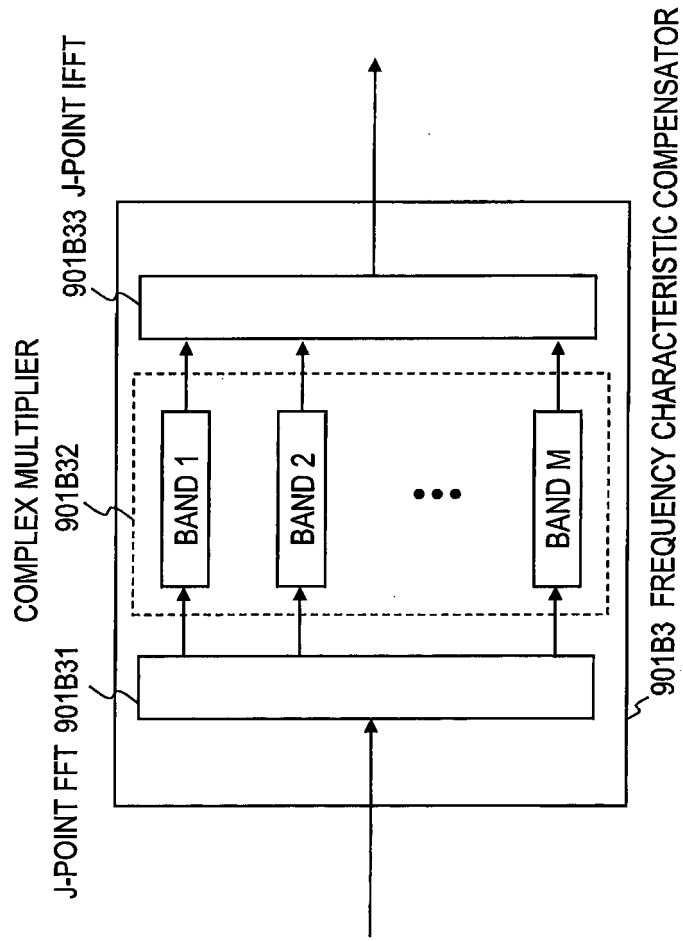 COMPLEX MULTIPLIER
J-POINT FFT 901B31
901B32
901B33 J-POINT IFFT
BAND 1
BAND 2
BAND M
901B3 FREQUENCY CHARACTERISTIC COMPENSATOR